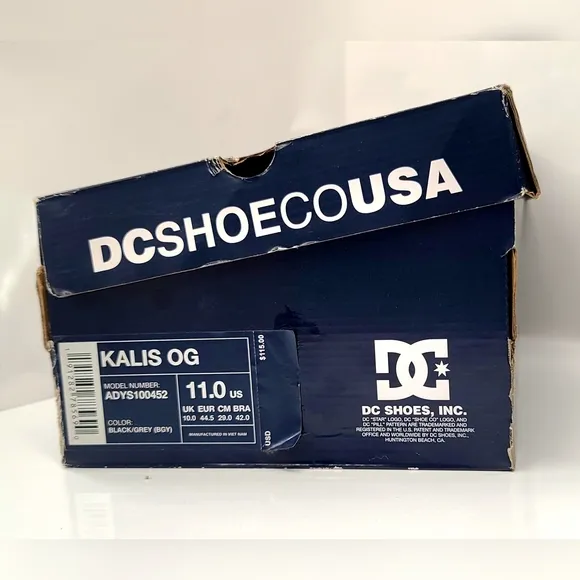 DCSHOECOUSA
KALIS OG
MODEL NUMBER:
ADYS100452
COLOR:
BLACK/GREY (BGY)
11.0 US
UK EUR CM BRA
10.0 44.5 29.0 42.0
MANUFACTURED IN VIET NAM
$115.00
USD
DC
DC SHOES, INC.
DC "STAR" LOGO, DC "SHOE CO" LOGO, AND
DC "PILL" PATTERN ARE TRADEMARKED AND
REGISTERED IN THE U.S. PATENT AND TRADEMARK
OFFICE AND WORLDWIDE BY DC SHOES, INC.,
HUNTINGTON BEACH, CA.